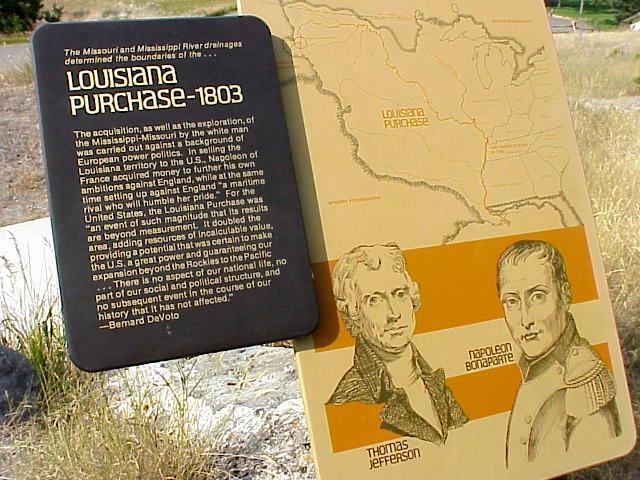 The Missouri and Mississippi River drainages
determined the boundaries of the . . .
LOUISIANA
PURCHASE-1803
The acquisition, as well as the exploration, of
the Mississippi-Missouri by the white man
was carried out against a background of
European power politics. In selling the
Louisiana territory to the U.S., Napoleon of
France acquired money to further his own
ambitions against England, while at the same
time setting up against England "a maritime
rival who will humble her pride." For the
United States, the Louisiana Purchase was
"an event of such magnitude that its results
are beyond measurement. It doubled the
area, adding resources of incalculable value,
providing a potential that was certain to make
the U.S. a great power and guaranteeing our
expansion beyond the Rockies to the Pacific
. . . There is no aspect of our national life, no
part of our social and political structure, and
no subsequent event in the course of our
history that it has not affected."
—Bernard DeVoto
LOUISIANA
PURCHASE
SPANISH POSSESSIONS
THE UNITED STATES
THOMAS
JEFFERSON
NAPOLEON
BONAPARTE